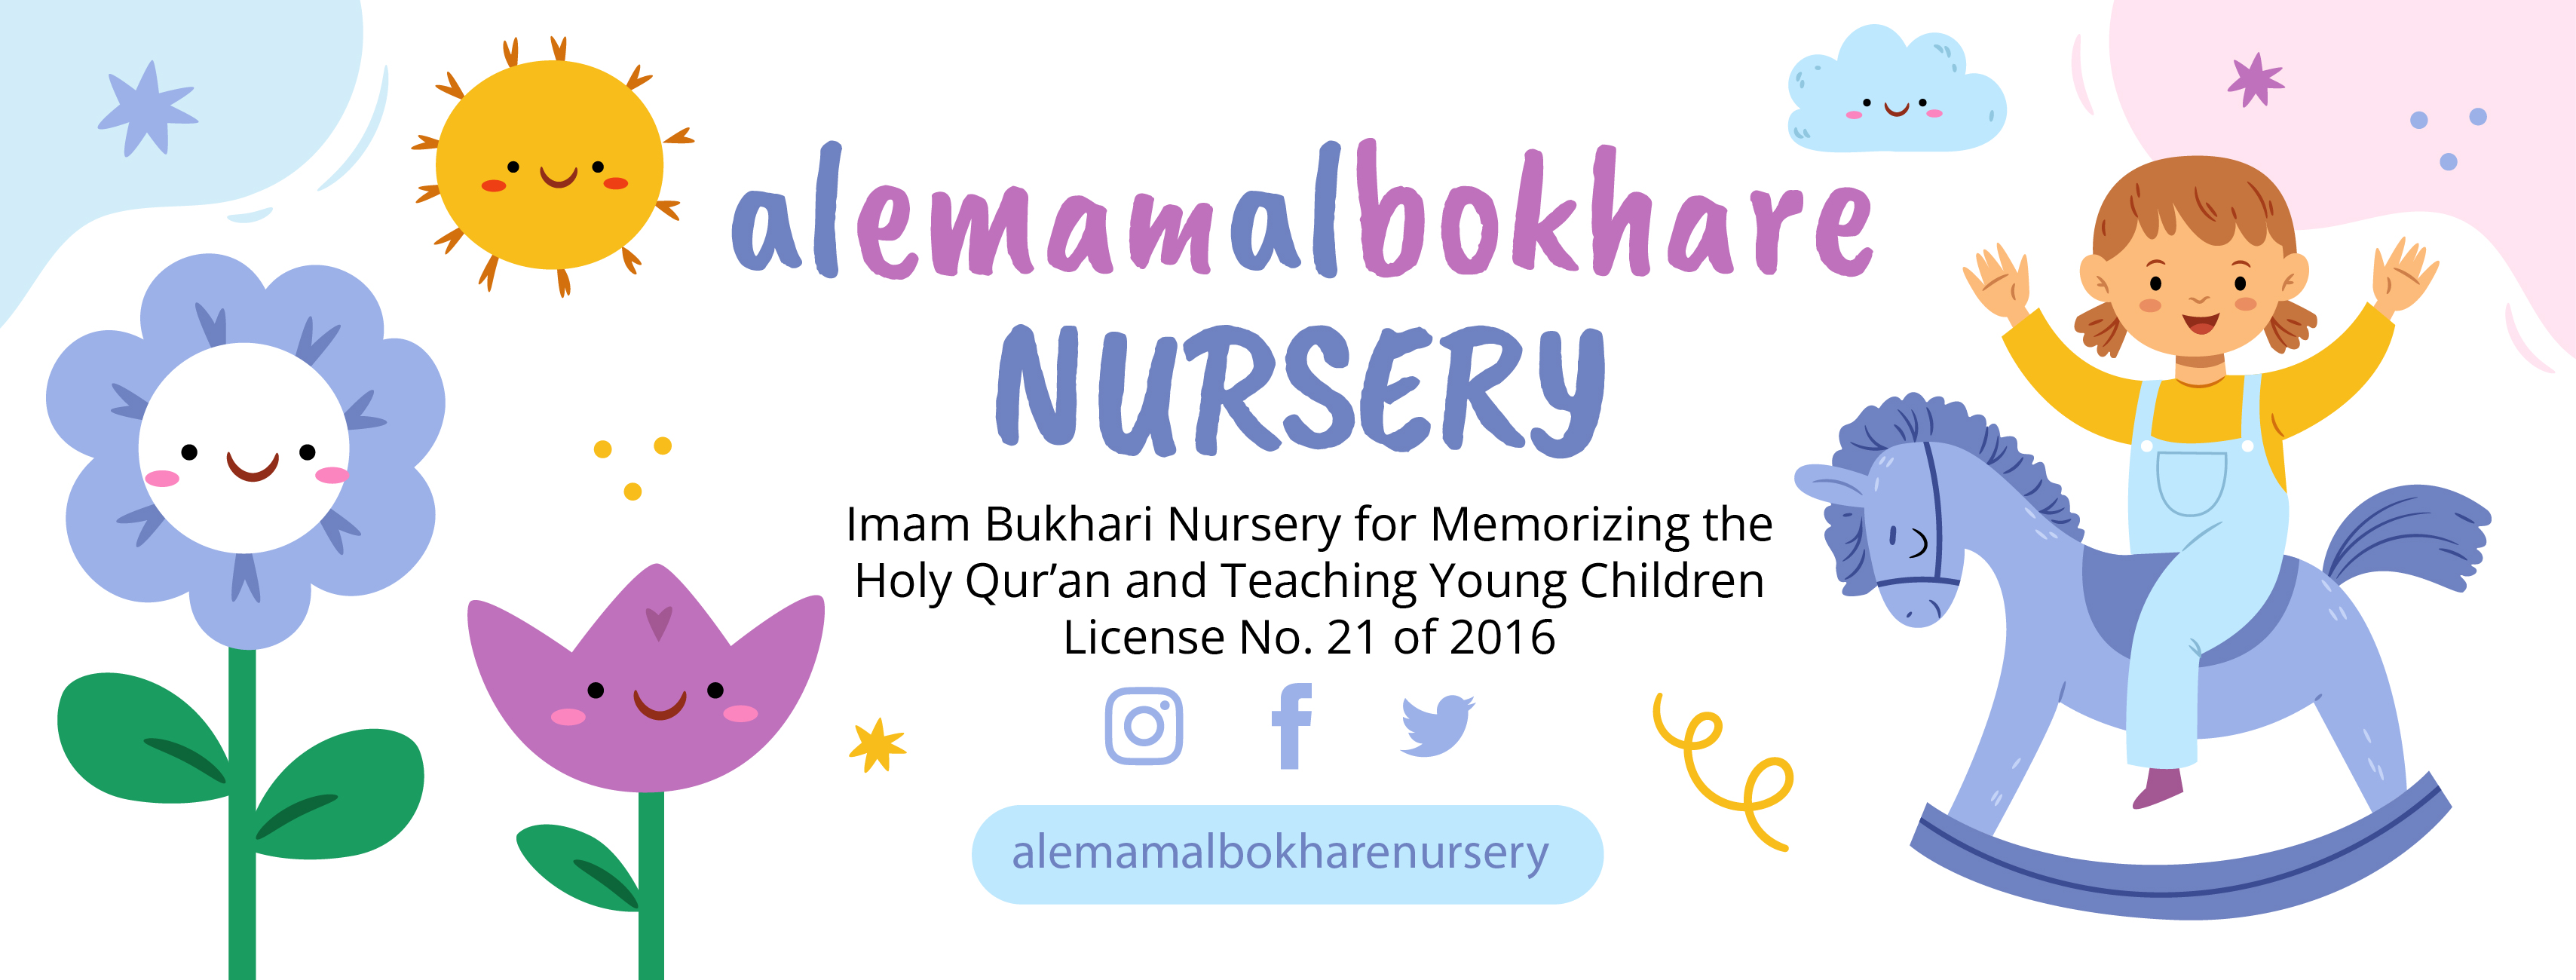 alemamalbokhare
NURSERY
Imam Bukhari Nursery for Memorizing the
Holy Qur’an and Teaching Young Children
License No. 21 of 2016
alemamalbokharenursery